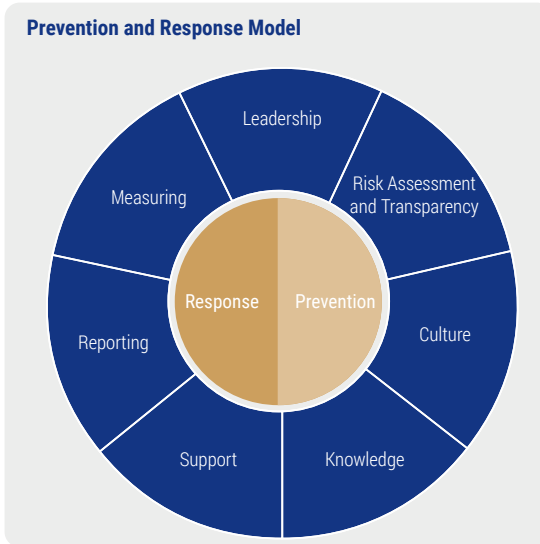 Prevention and Response Model
Leadership
Risk Assessment
and Transparency
Measuring
Response
Prevention
Culture
Reporting
Support
Knowledge